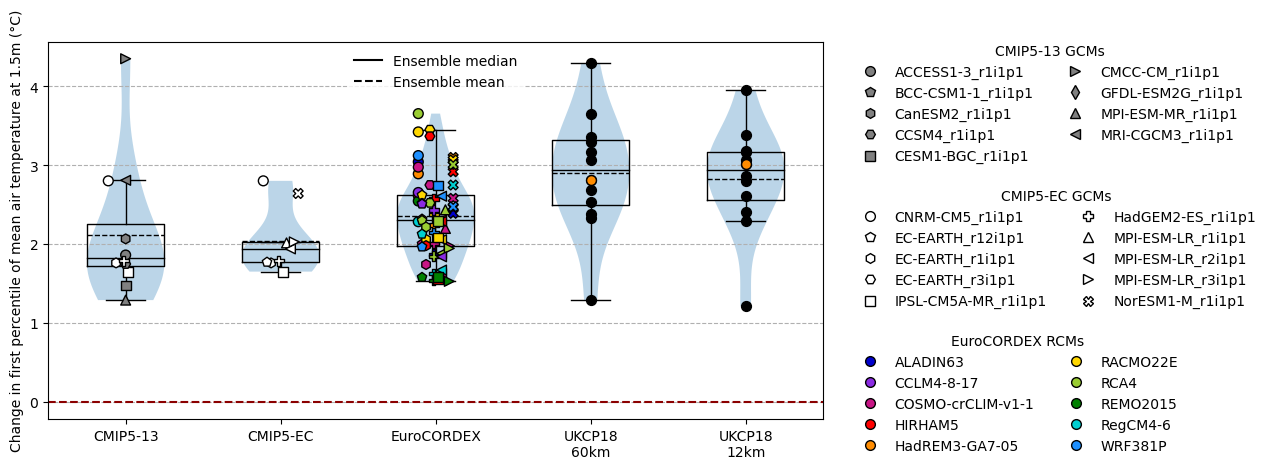 Change in first percentile of mean air temperature at 1.5m (°C)
4
3
2
1
0
Ensemble median
Ensemble mean
CMIP5-13
CMIP5-EC
EuroCORDEX
UKCP18
60km
UKCP18
12km
CMIP5-13 GCMs
ACCESS1-3_r1i1p1
BCC-CSM1-1_r1i1p1
CanESM2_r1i1p1
CCSM4_r1i1p1
CESM1-BGC_r1i1p1
CMCC-CM_r1i1p1
GFDL-ESM2G_r1i1p1
MPI-ESM-MR_r1i1p1
MRI-CGCM3_r1i1p1
CMIP5-EC GCMs
CNRM-CM5_r1i1p1
EC-EARTH_r12i1p1
EC-EARTH_r1i1p1
EC-EARTH_r3i1p1
IPSL-CM5A-MR_r1i1p1
HadGEM2-ES_r1i1p1
MPI-ESM-LR_r1i1p1
MPI-ESM-LR_r2i1p1
MPI-ESM-LR_r3i1p1
NorESM1-M_r1i1p1
EuroCORDEX RCMs
ALADIN63
CCLM4-8-17
COSMO-crCLIM-v1-1
HIRHAM5
HadREM3-GA7-05
RACMO22E
RCA4
REMO2015
RegCM4-6
WRF381P